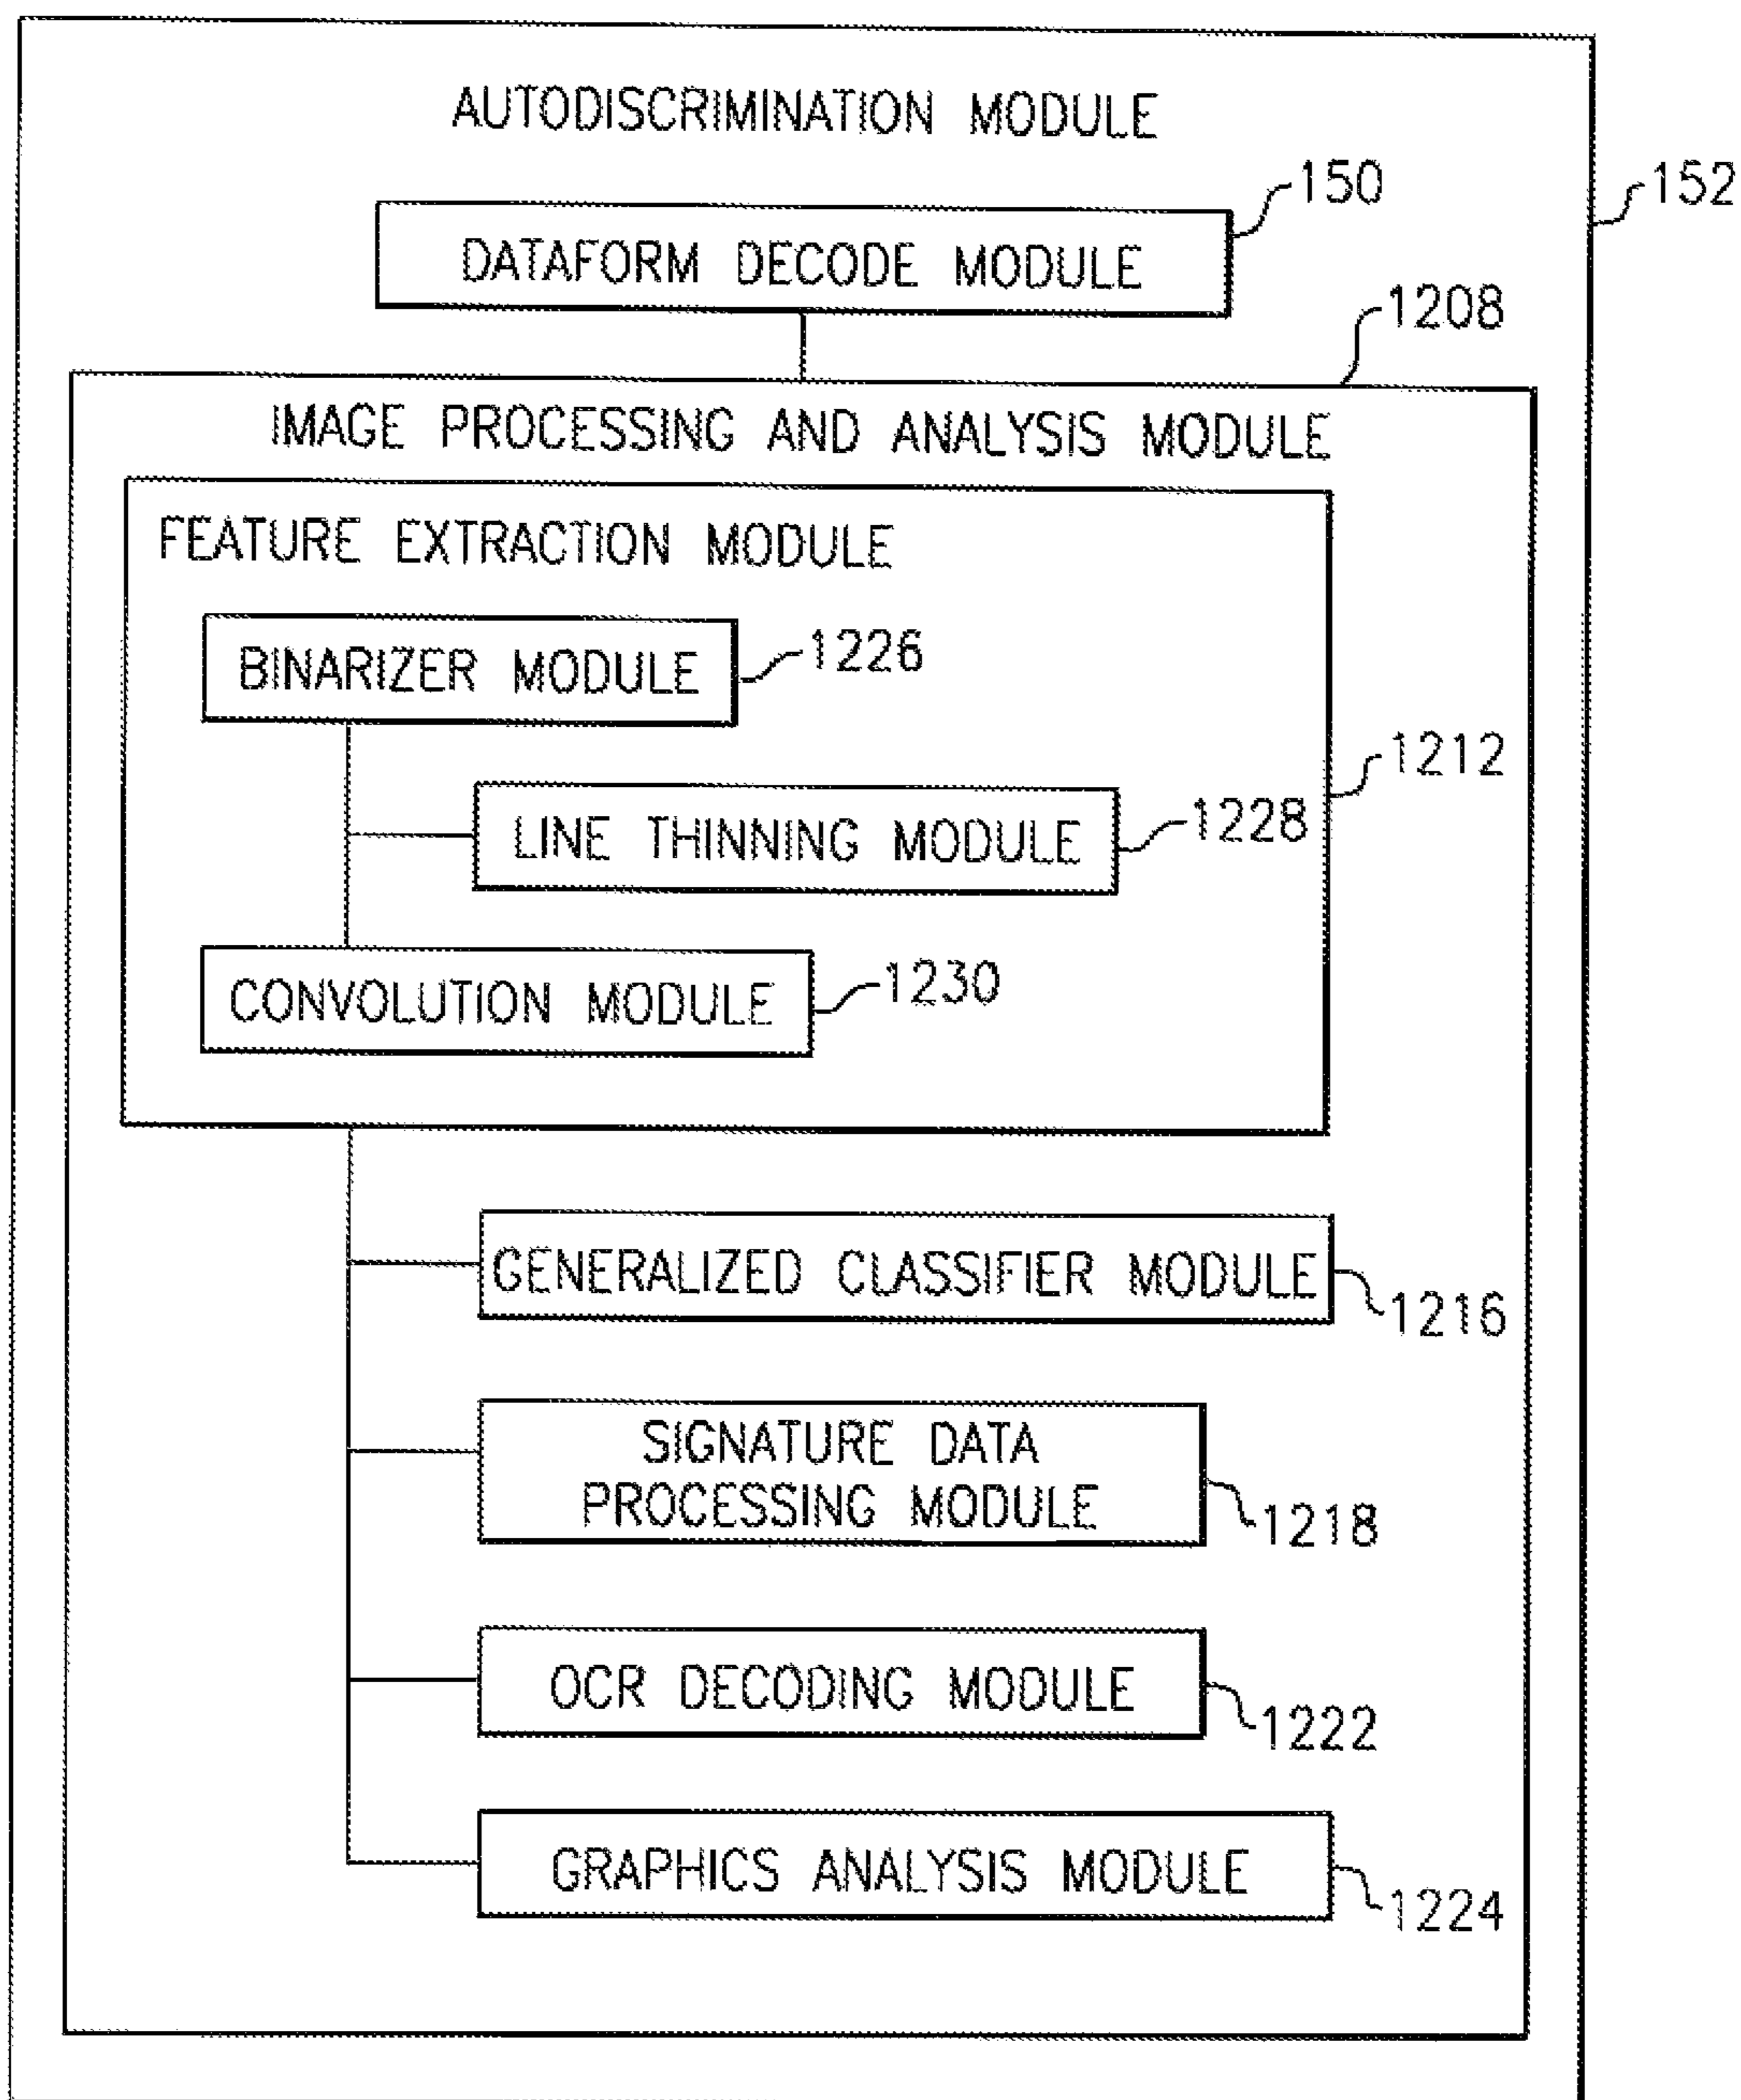 AUTODISCRIMINATION MODULE
150
152
DATAFORM DECODE MODULE
1208
IMAGE PROCESSING AND ANALYSIS MODULE
FEATURE EXTRACTION MODULE
BINARIZER MODULE
1226
1212
LINE THINNING MODULE
1228
CONVOLUTION MODULE
1230
GENERALIZED CLASSIFIER MODULE
1216
SIGNATURE DATA
PROCESSING MODULE
1218
OCR DECODING MODULE
1222
GRAPHICS ANALYSIS MODULE
1224